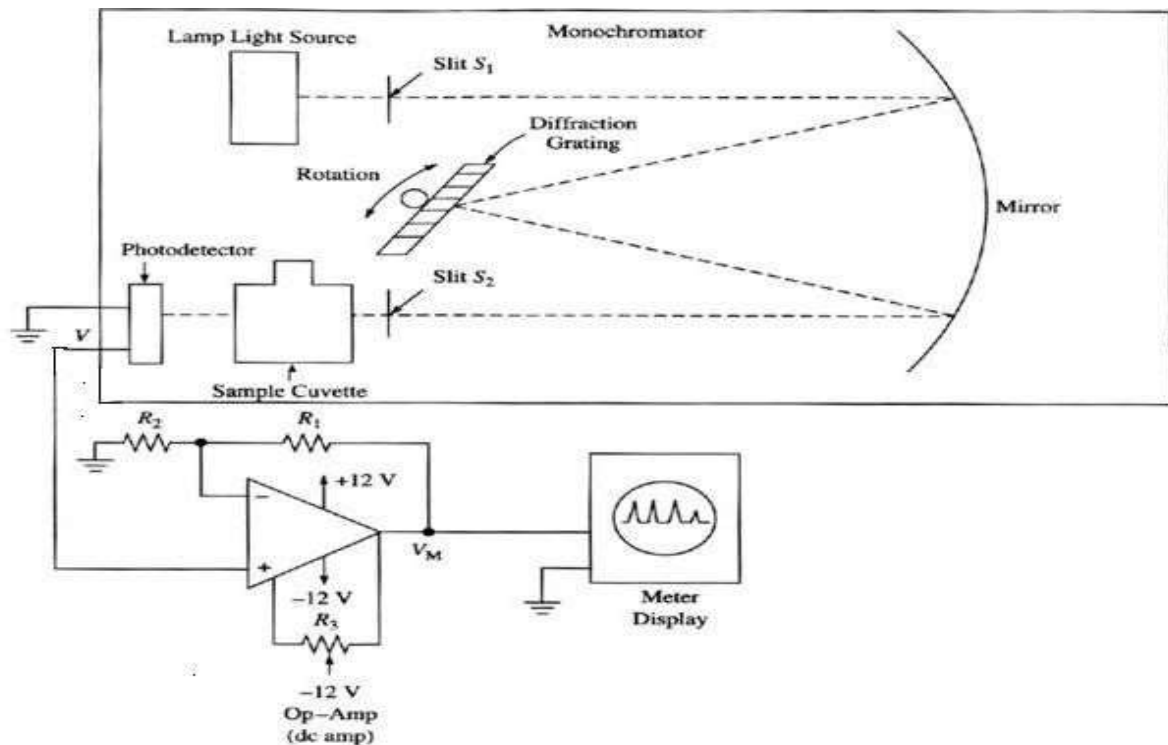 Lamp Light Source
Monochromator
Slit S₁
Diffraction
Grating
Rotation
Mirror
Photodetector
Slit S₂
V
Sample Cuvette
R₂
R₁
+12 V
−
+
V_M
−12 V
R₃
Meter
Display
−12 V
Op–Amp
(dc amp)